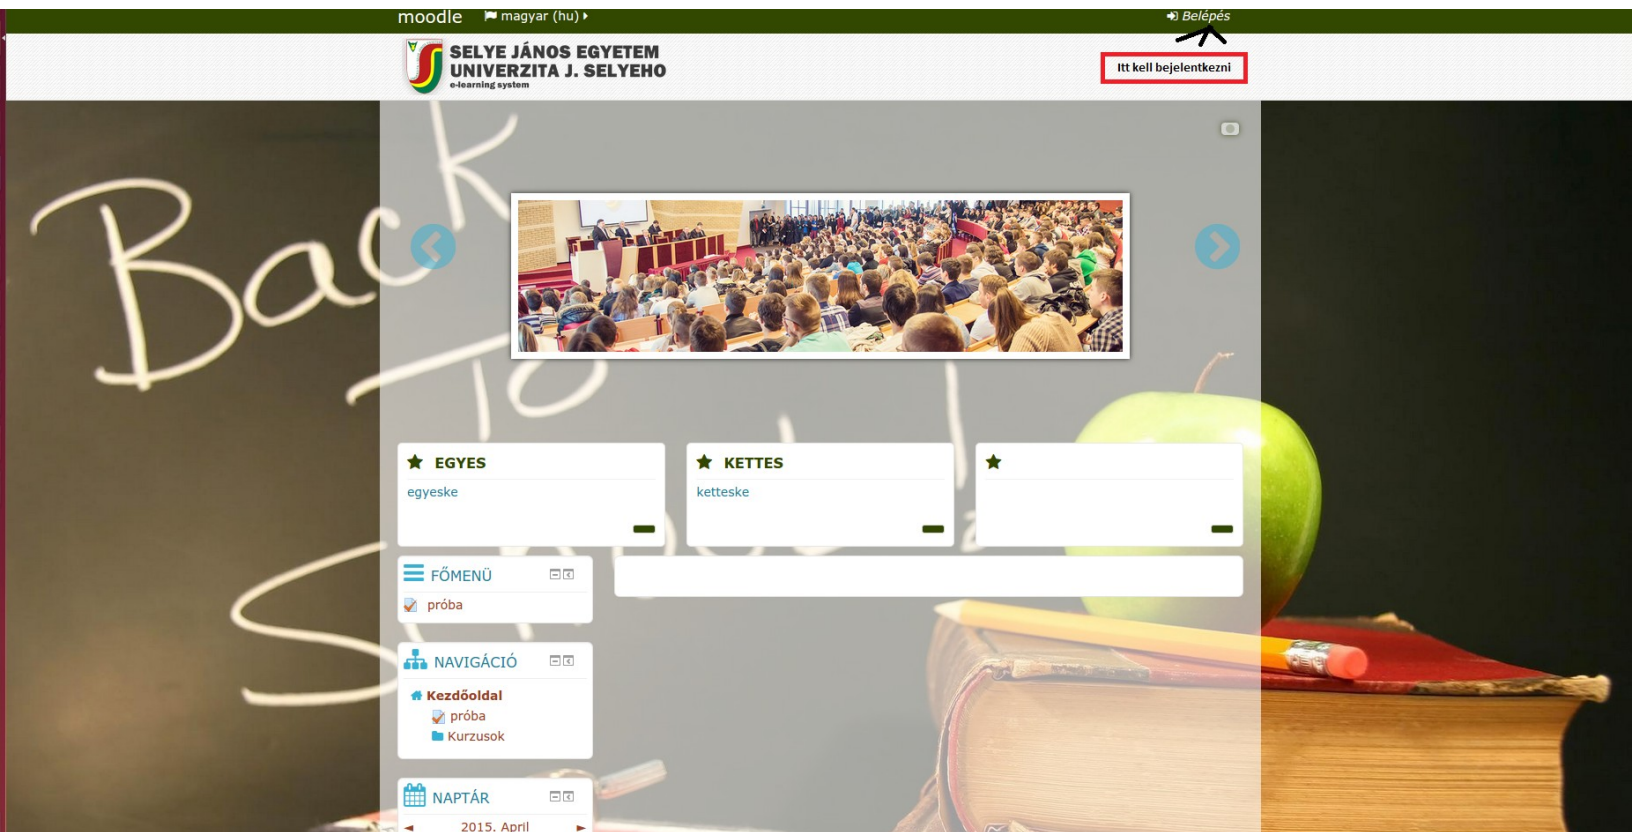 moodle magyar (hu)
Belépés
SELYE JÁNOS EGYETEM
UNIVERZITA J. SELYEHO
e-learning system
Itt kell bejelentkezni
Back
To
EGYES
egyeske
KETTES
ketteske
FŐMENÜ
próba
NAVIGÁCIÓ
Kezdőoldal
próba
Kurzusok
NAPTÁR
2015. April